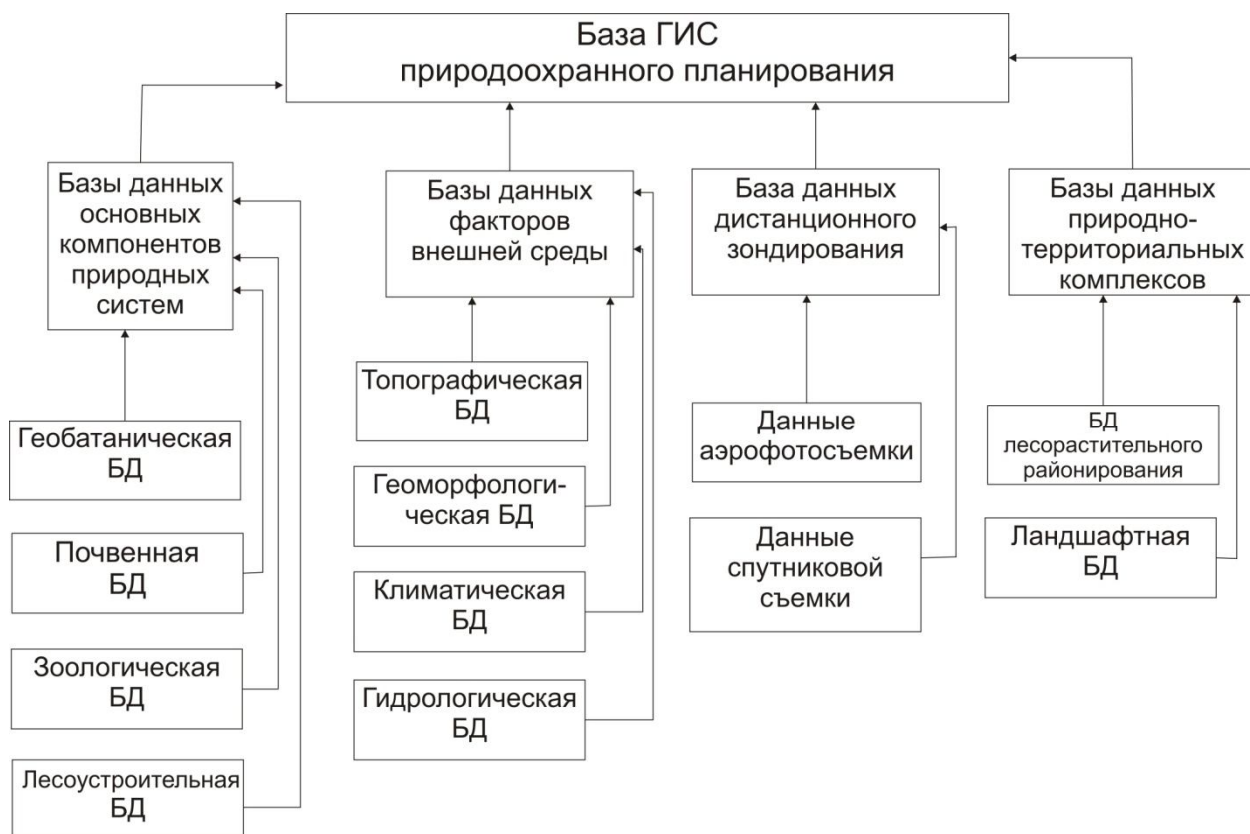 База ГИС
природоохранного планирования
Базы данных
основных
компонентов
природных
систем
Базы данных
факторов
внешней среды
База данных
дистанционного
зондирования
Базы данных
природно-
территориальных
комплексов
Геобатаническая
БД
Почвенная
БД
Зоологическая
БД
Лесоустроительная
БД
Топографическая
БД
Геоморфологи-
ческая БД
Климатическая
БД
Гидрологическая
БД
Данные
аэрофотосъемки
Данные
спутниковой
съемки
БД
лесорастительного
районирования
Ландшафтная
БД